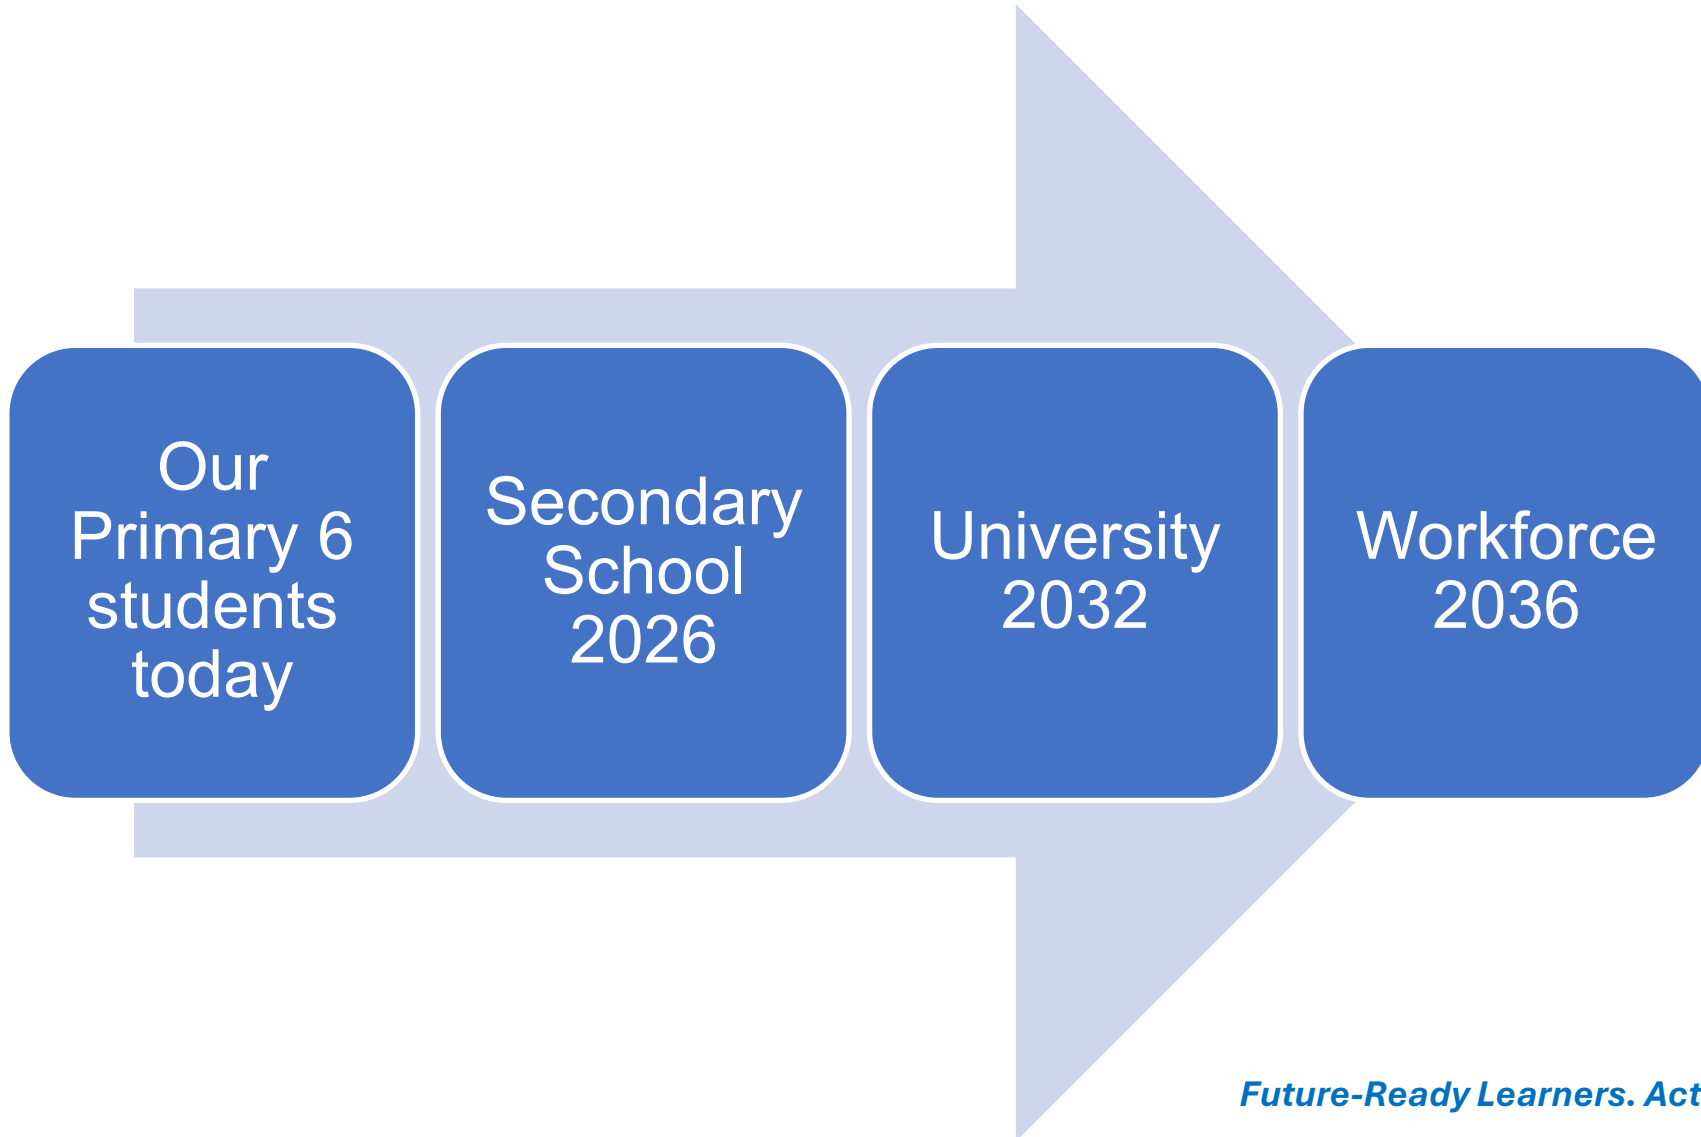 Our
Primary 6
students
today
Secondary
School
2026
University
2032
Workforce
2036
Future-Ready Learners. Act